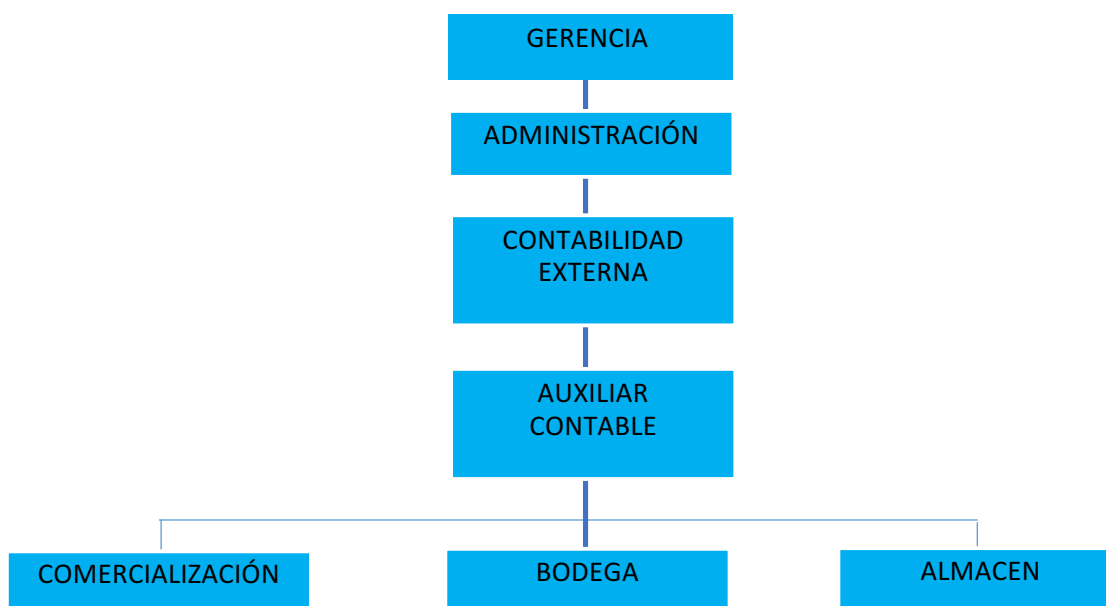 GERENCIA
ADMINISTRACIÓN
CONTABILIDAD
EXTERNA
AUXILIAR
CONTABLE
COMERCIALIZACIÓN
BODEGA
ALMACEN